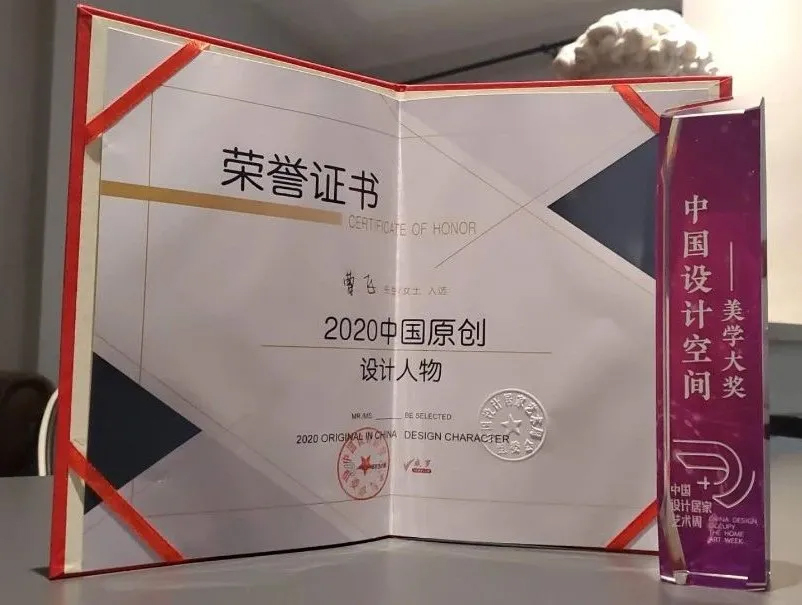 荣誉证书
CERTIFICATE OF HONOR
曹飞 先生/女士 入选
2020中国原创
设计人物
MR/MS ______ BE SELECTED
2020 ORIGINAL IN CHINA DESIGN CHARACTER
中国设计空间
——美学大奖
中国
设计居家
艺术周
CHINA DESIGN
OCCUPY
THE HOME
ART WEEK